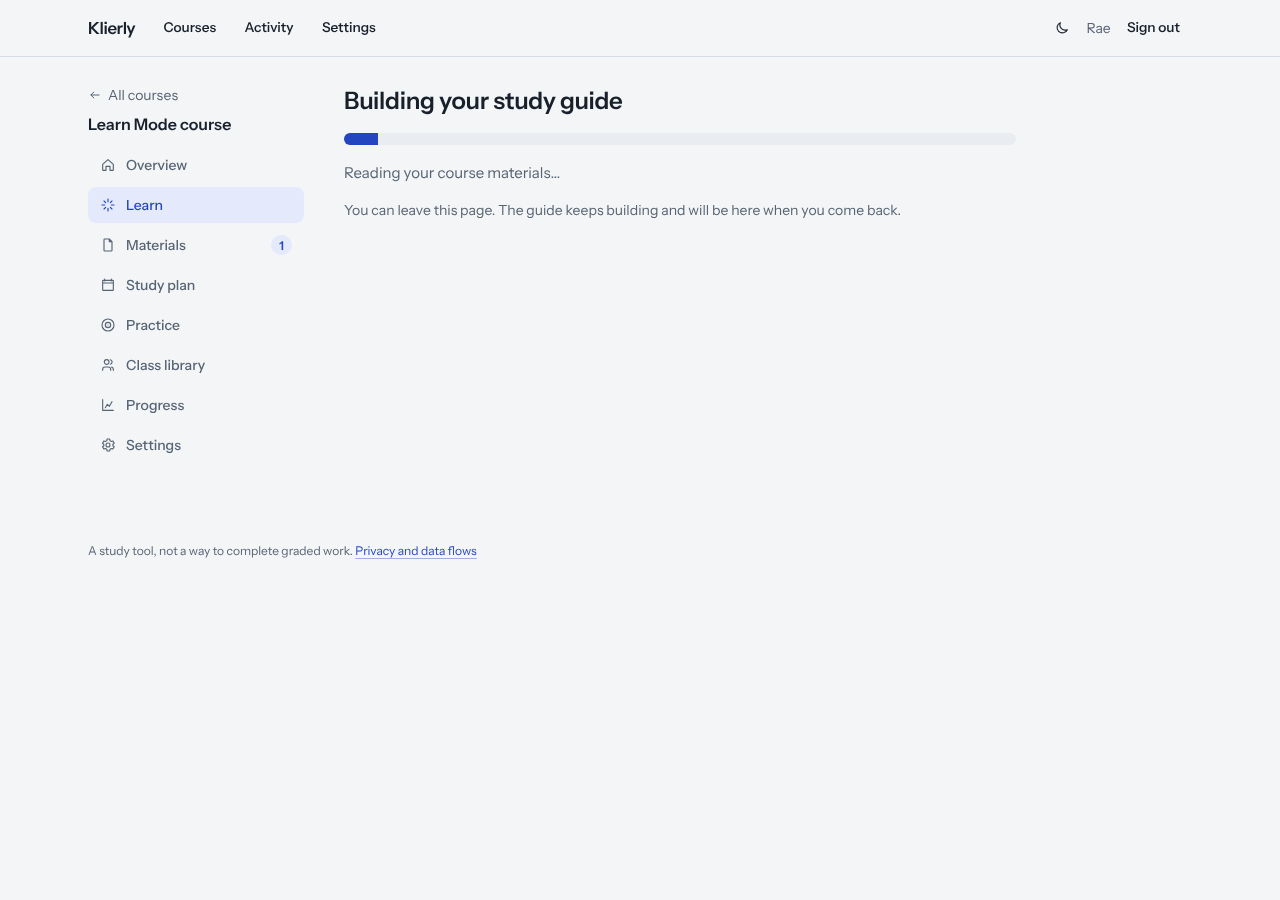 Klierly Courses Activity Settings Rae Sign out
All courses
Learn Mode course
Overview
Learn
Materials 1
Study plan
Practice
Class library
Progress
Settings
Building your study guide
Reading your course materials...
You can leave this page. The guide keeps building and will be here when you come back.
A study tool, not a way to complete graded work. Privacy and data flows